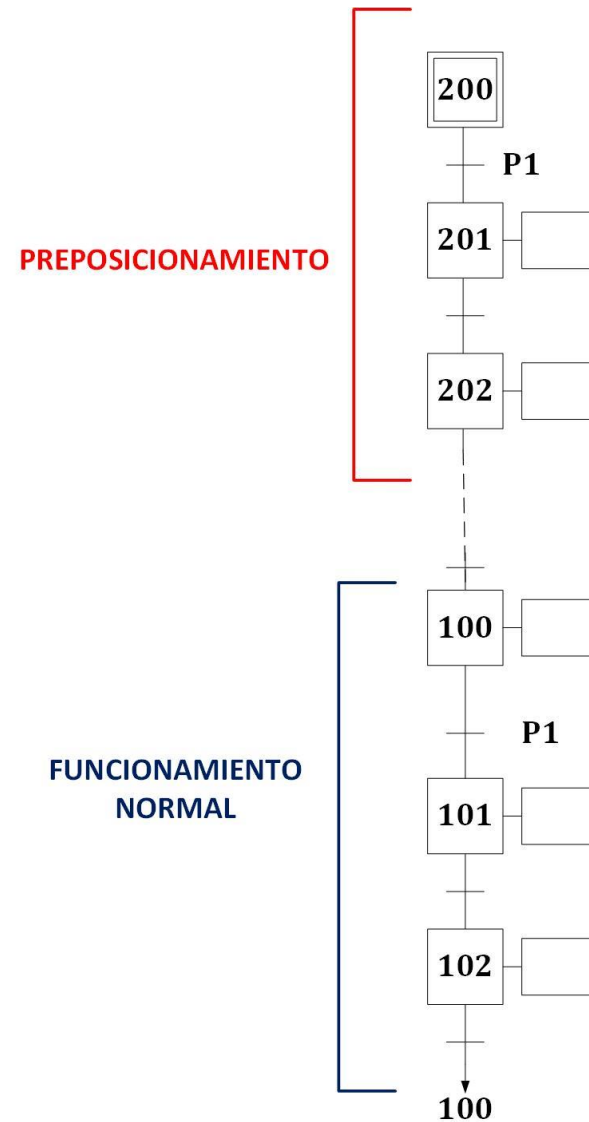 200
P1
201
PREPOSICIONAMIENTO
202
100
P1
FUNCIONAMIENTO
NORMAL
101
102
100